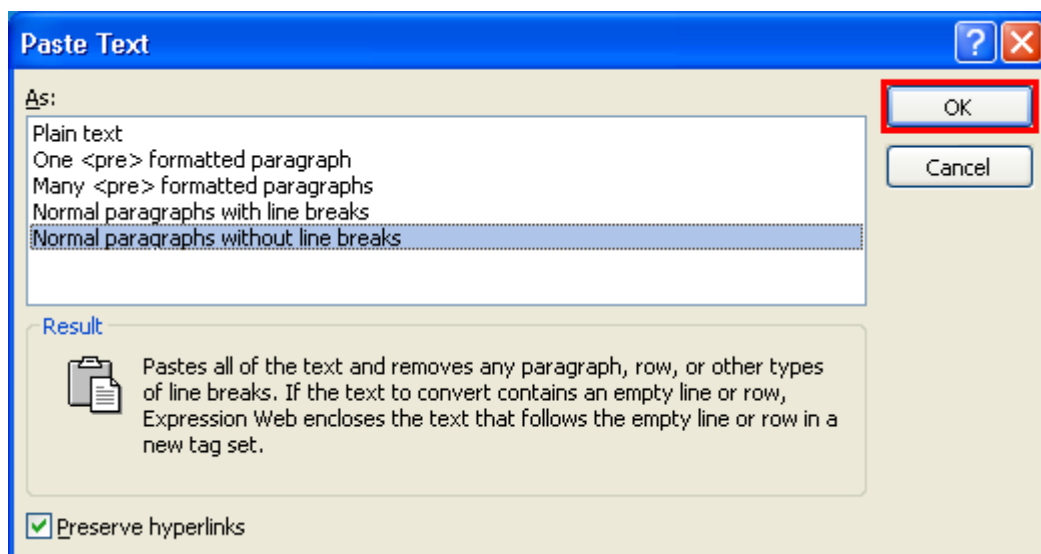 Paste Text
As:
OK
Plain text
One <pre> formatted paragraph
Many <pre> formatted paragraphs
Cancel
Normal paragraphs with line breaks
Normal paragraphs without line breaks
Result
Pastes all of the text and removes any paragraph, row, or other types
of line breaks. If the text to convert contains an empty line or row,
Expression Web encloses the text that follows the empty line or row in a
new tag set.
Preserve hyperlinks